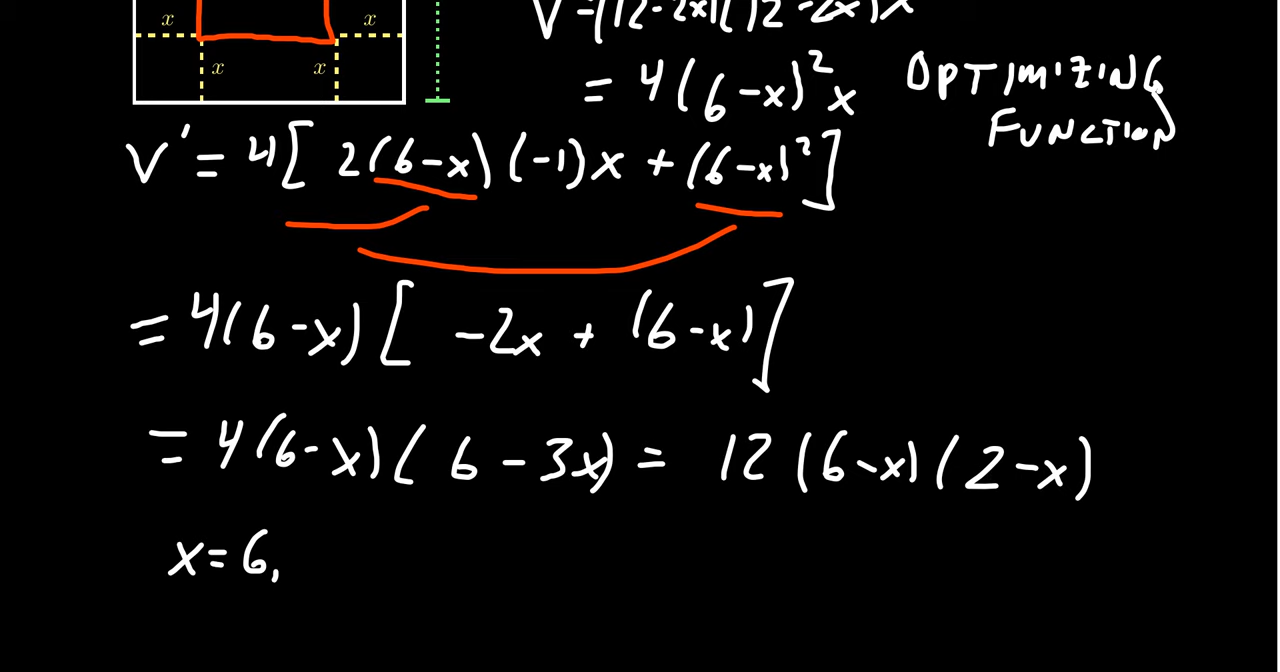 V = (12-2x)(12-2x)x
x x
x x
= 4(6-x)²x OPTIMIZING
FUNCTION
V' = 4[ 2(6-x)(-1)x + (6-x)²]
= 4(6-x)[ -2x + (6-x)]
= 4(6-x)( 6 - 3x) = 12 (6-x)(2-x)
x = 6,